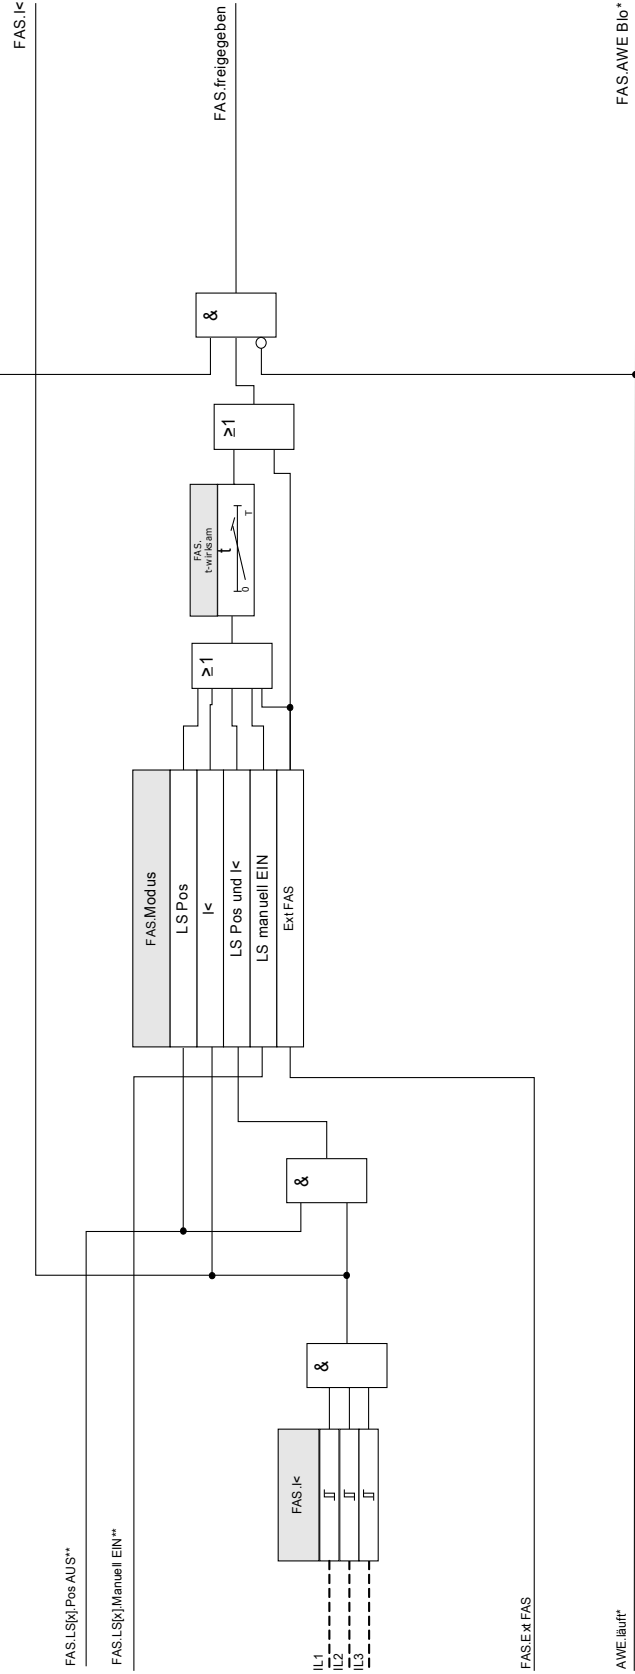 FAS.I<
FAS.freigegeben
FAS.AWE Blo*
&
≥1
FAS.
t-wirksam
t
0
T
≥1
FAS.Modus
LS Pos
I<
LS Pos und I<
LS manuell EIN
Ext FAS
&
&
FAS.I<
IL1
IL2
IL3
FAS.LS[x].Pos AUS**
FAS.LS[x].Manuell EIN**
FAS.Ext FAS
AWE.läuft*